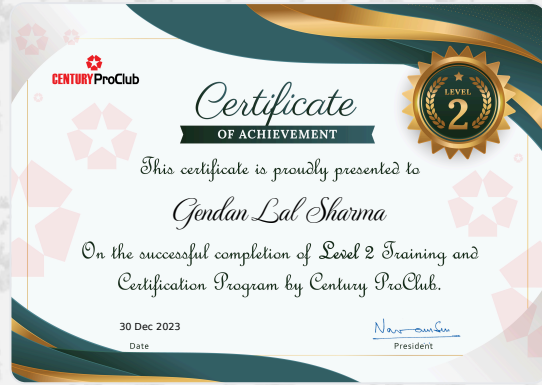 CENTURY ProClub
Certificate
OF ACHIEVEMENT
LEVEL
2
This certificate is proudly presented to
Gendan Lal Sharma
On the successful completion of Level 2 Training and
Certification Program by Century ProClub.
30 Dec 2023
Date
President